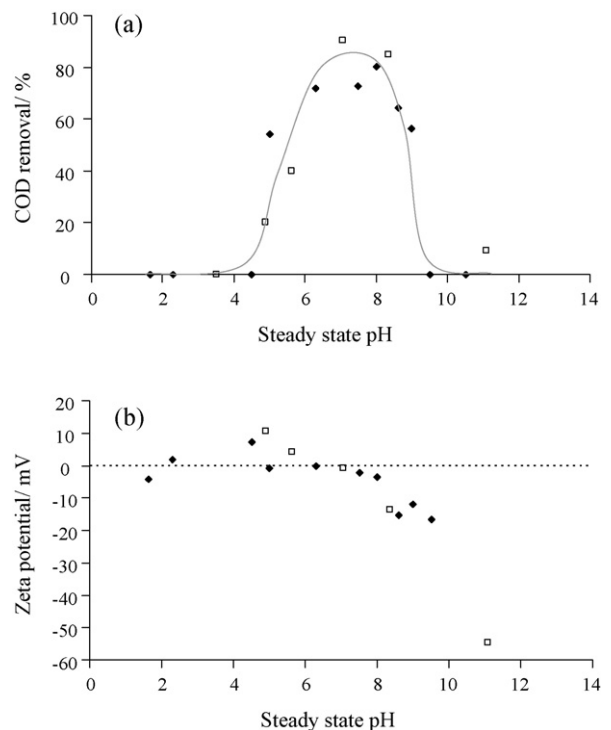 (a)
COD removal/ %
100
80
60
40
20
0
0 2 4 6 8 10 12 14
Steady state pH
(b)
Zeta potential/ mV
20
10
0
-10
-20
-30
-40
-50
-60
0 2 4 6 8 10 12 14
Steady state pH